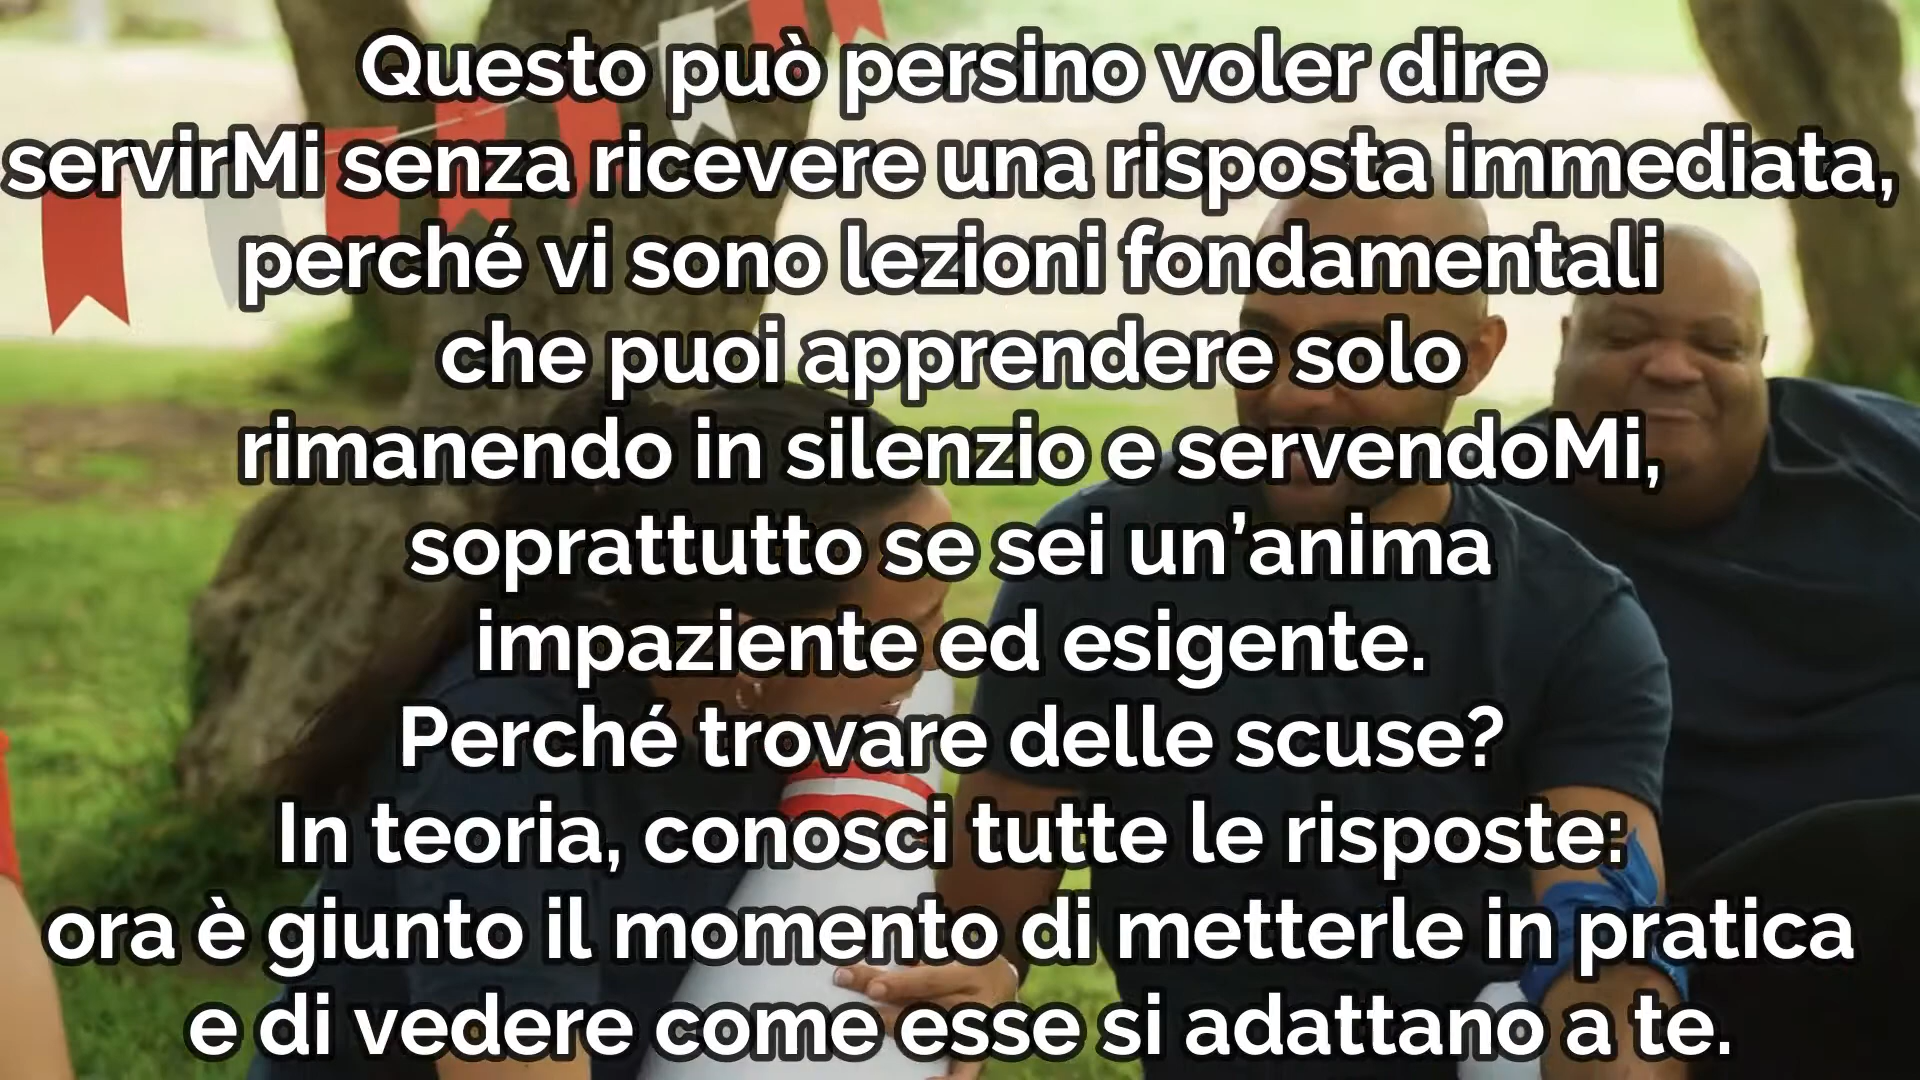 Questo può persino voler dire
servirMi senza ricevere una risposta immediata,
perché vi sono lezioni fondamentali
che puoi apprendere solo
rimanendo in silenzio e servendoMi,
soprattutto se sei un’anima
impaziente ed esigente.
Perché trovare delle scuse?
In teoria, conosci tutte le risposte:
ora è giunto il momento di metterle in pratica
e di vedere come esse si adattano a te.